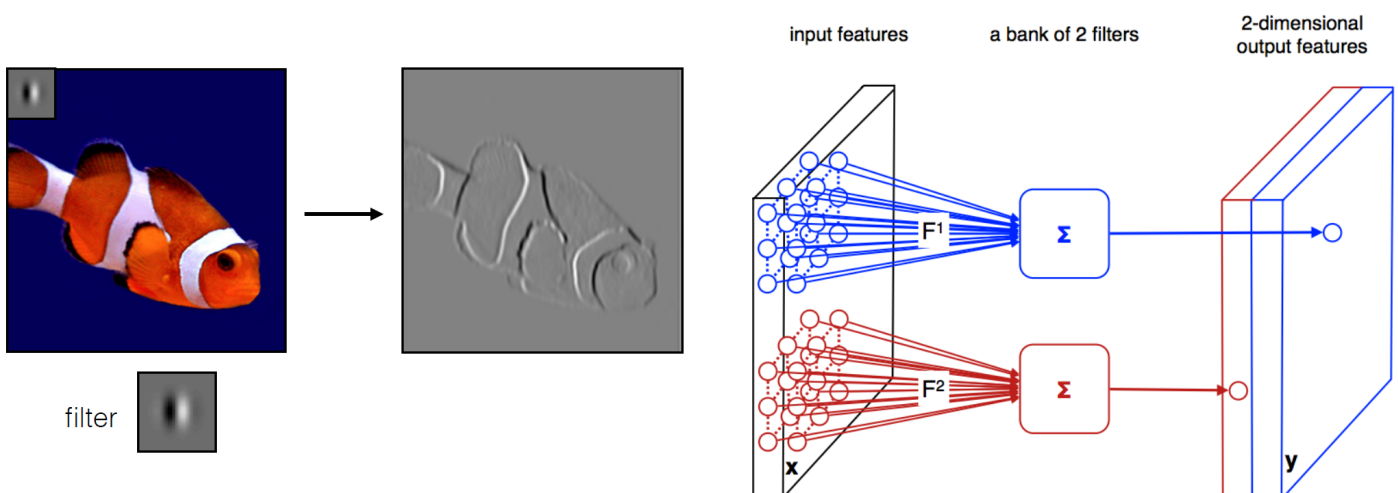 input features
a bank of 2 filters
2-dimensional
output features
F¹
Σ
F²
Σ
x
y
filter